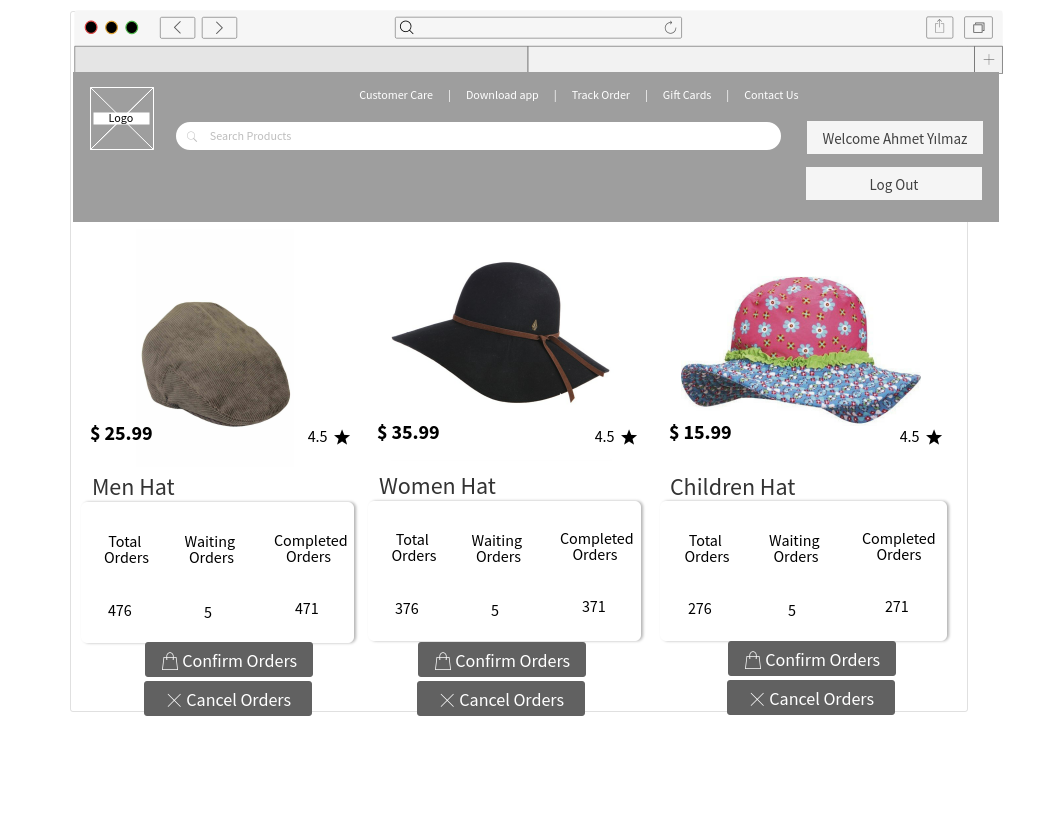 Customer Care | Download app | Track Order | Gift Cards | Contact Us
Logo
Search Products
Welcome Ahmet Yılmaz
Log Out
$ 25.99 4.5 $ 35.99 4.5 $ 15.99 4.5
Men Hat Women Hat Children Hat
Total Orders Waiting Orders Completed Orders
476 5 471
Total Orders Waiting Orders Completed Orders
376 5 371
Total Orders Waiting Orders Completed Orders
276 5 271
Confirm Orders Confirm Orders Confirm Orders
Cancel Orders Cancel Orders Cancel Orders